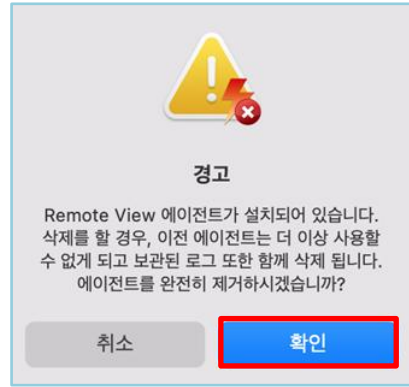 경고
Remote View 에이전트가 설치되어 있습니다.
삭제를 할 경우, 이전 에이전트는 더 이상 사용할
수 없게 되고 보관된 로그 또한 함께 삭제 됩니다.
에이전트를 완전히 제거하시겠습니까?
취소
확인